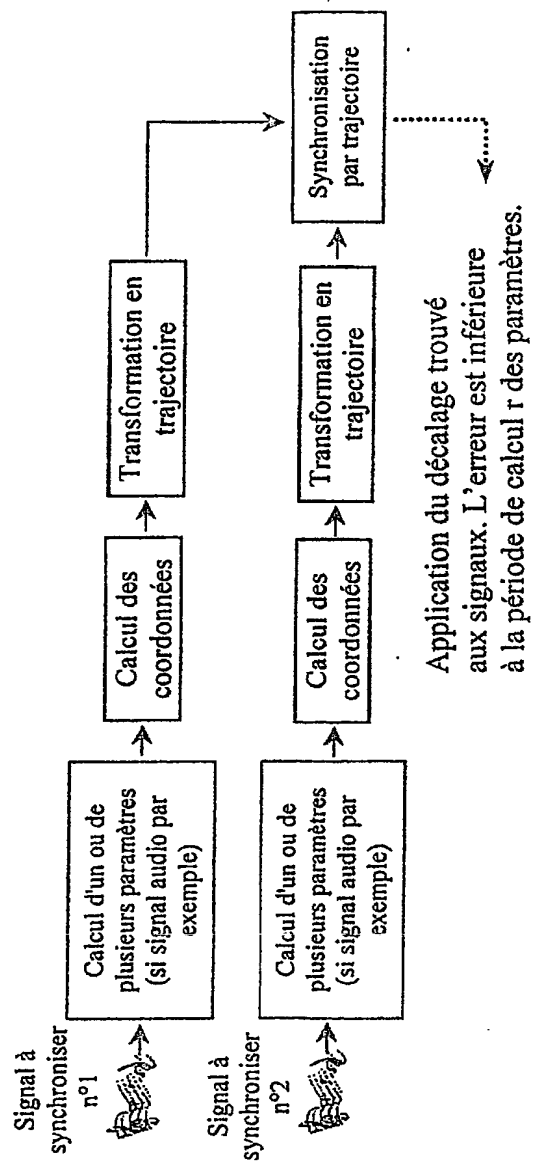 Signal à
synchroniser
n°1
Calcul d'un ou de
plusieurs paramètres
(si signal audio par
exemple)
Calcul des
coordonnées
Transformation en
trajectoire
Signal à
synchroniser
n°2
Calcul d'un ou de
plusieurs paramètres
(si signal audio par
exemple)
Calcul des
coordonnées
Transformation en
trajectoire
Synchronisation
par trajectoire
Application du décalage trouvé
aux signaux. L'erreur est inférieure
à la période de calcul r des paramètres.